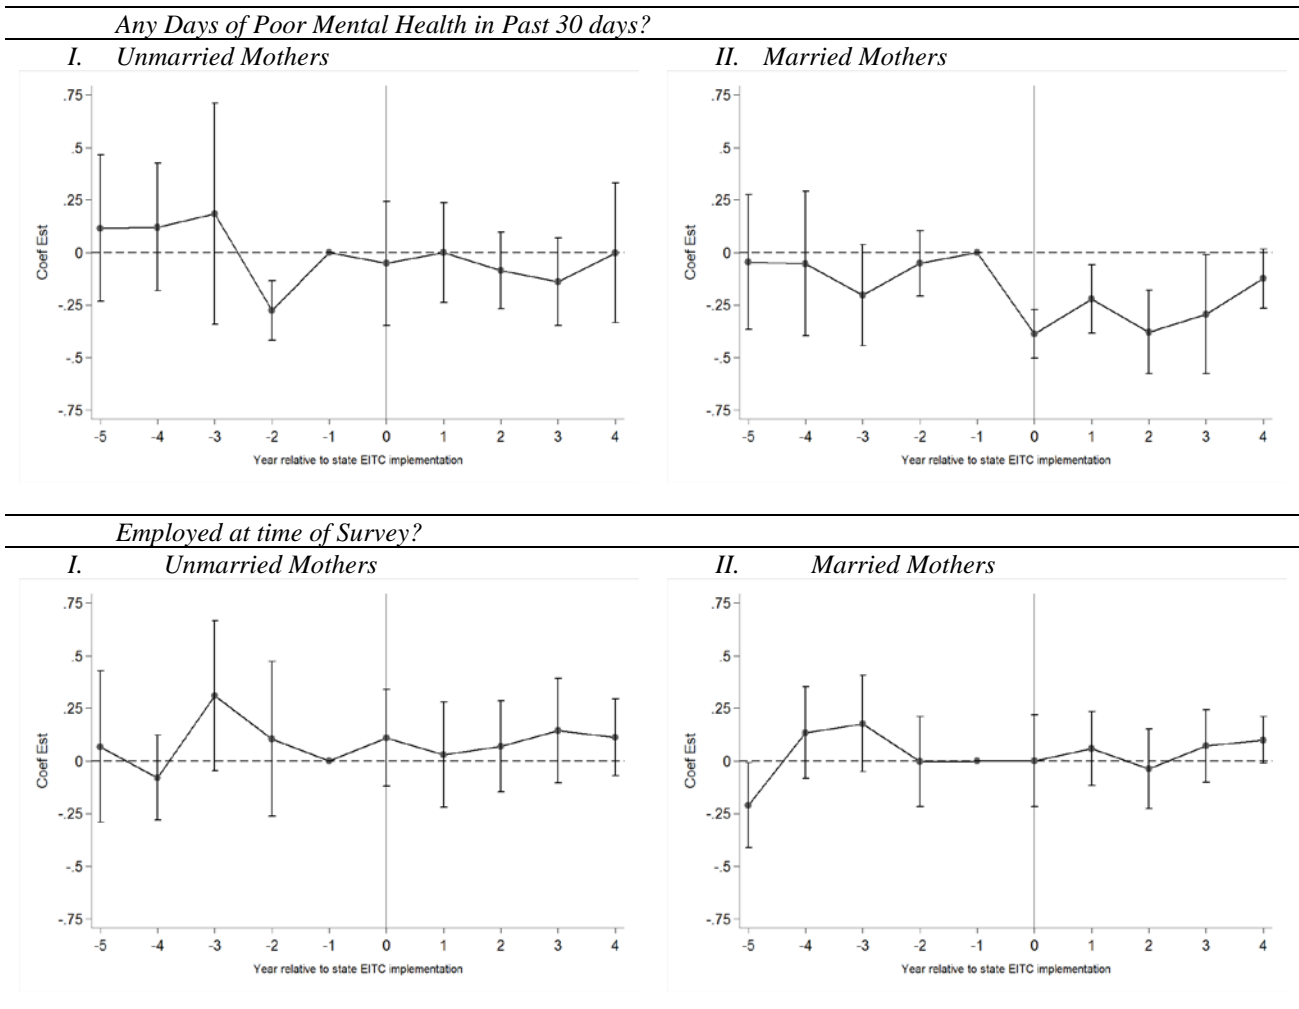 Any Days of Poor Mental Health in Past 30 days?
I. Unmarried Mothers
II. Married Mothers
.75
.5
.25
0
-.25
-.5
-.75
Coef Est
-5 -4 -3 -2 -1 0 1 2 3 4
Year relative to state EITC implementation
.75
.5
.25
0
-.25
-.5
-.75
Coef Est
-5 -4 -3 -2 -1 0 1 2 3 4
Year relative to state EITC implementation
Employed at time of Survey?
I. Unmarried Mothers
II. Married Mothers
.75
.5
.25
0
-.25
-.5
-.75
Coef Est
-5 -4 -3 -2 -1 0 1 2 3 4
Year relative to state EITC implementation
.75
.5
.25
0
-.25
-.5
-.75
Coef Est
-5 -4 -3 -2 -1 0 1 2 3 4
Year relative to state EITC implementation